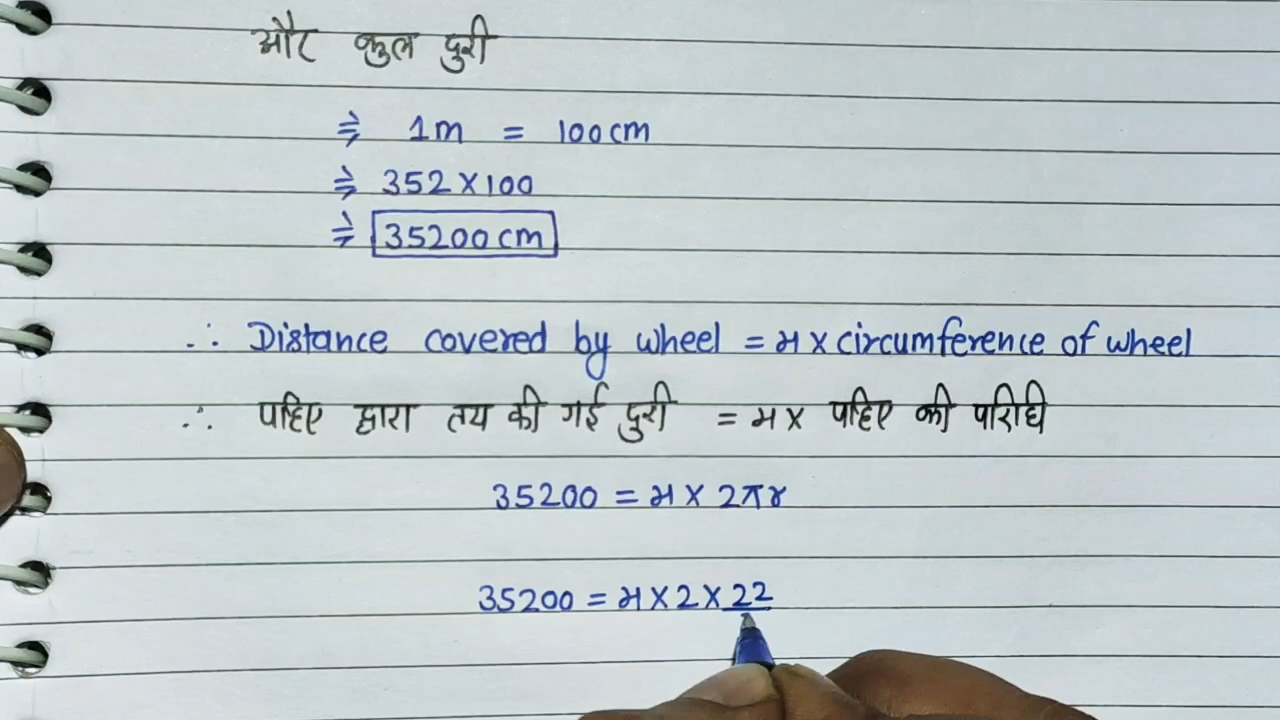 और कुल दुरी
⇒ 1m = 100cm
⇒ 352×100
⇒ 35200cm
∴ Distance covered by wheel = n × circumference of wheel
∴ पहिए द्वारा तय की गई दुरी = n × पहिए की परिधि
35200 = n × 2πr
35200 = n × 2 × 22